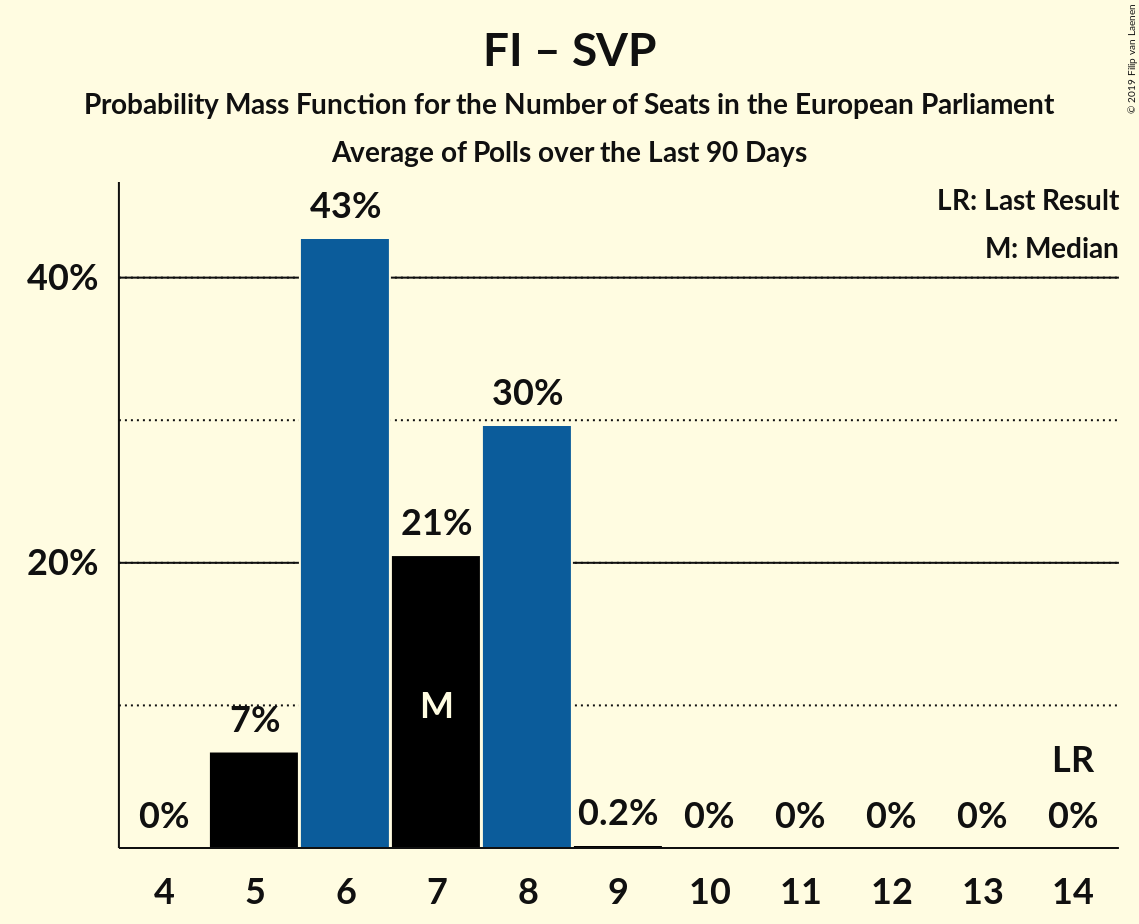 FI – SVP
Probability Mass Function for the Number of Seats in the European Parliament
Average of Polls over the Last 90 Days
© 2019 Filip van Laenen
LR: Last Result
M: Median
43%
40%
30%
21%
20%
M
7%
LR
0%
0.2%
0%
0%
0%
0%
0%
4 5 6 7 8 9 10 11 12 13 14